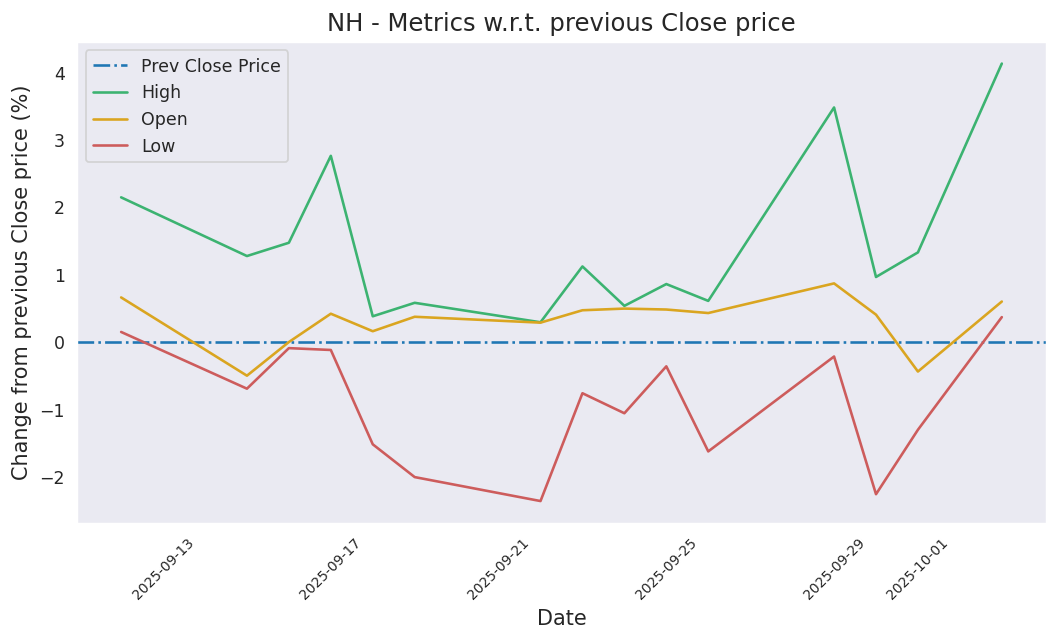 NH - Metrics w.r.t. previous Close price
Prev Close Price
High
Open
Low
Change from previous Close price (%)
4
3
2
1
0
−1
−2
2025-09-13
2025-09-17
2025-09-21
2025-09-25
2025-09-29
2025-10-01
Date